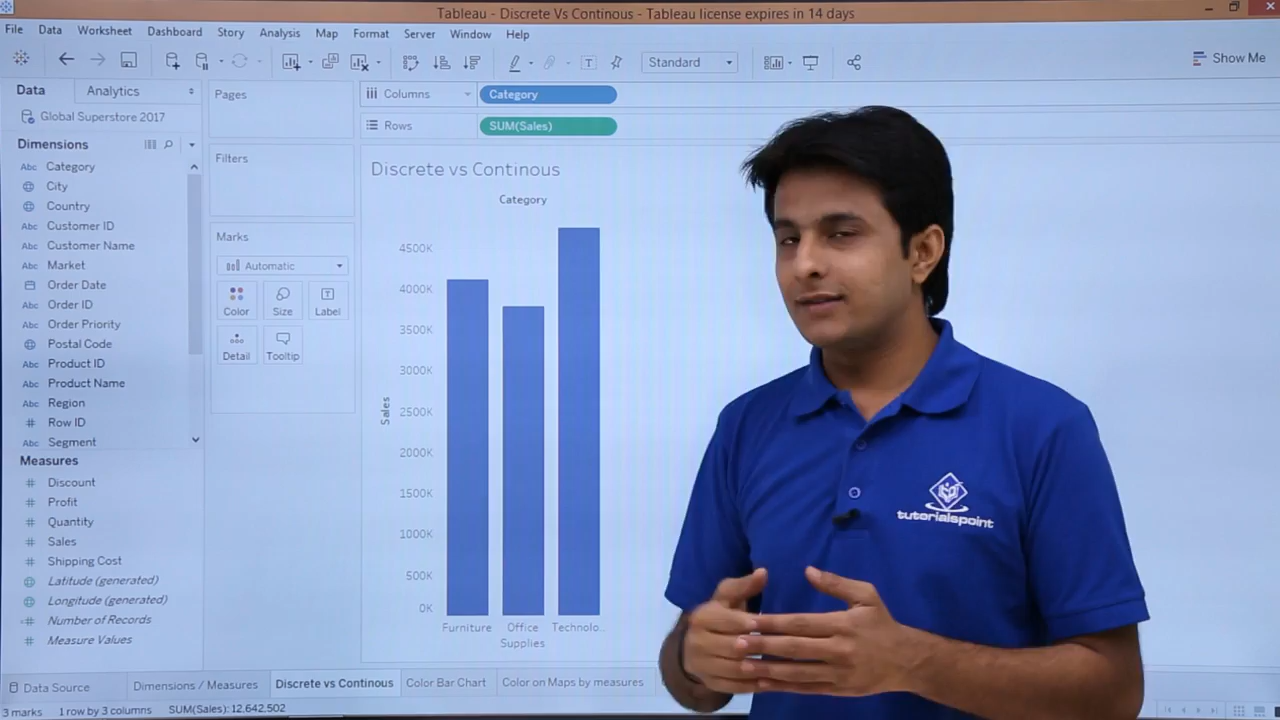 Tableau - Discrete Vs Continous - Tableau license expires in 14 days
File Data Worksheet Dashboard Story Analysis Map Format Server Window Help
Standard
Show Me
Data Analytics
Global Superstore 2017
Dimensions
Category
City
Country
Customer ID
Customer Name
Market
Order Date
Order ID
Order Priority
Postal Code
Product ID
Product Name
Region
Row ID
Segment
Measures
Discount
Profit
Quantity
Sales
Shipping Cost
Latitude (generated)
Longitude (generated)
Number of Records
Measure Values
Pages
Filters
Marks
Automatic
Color Size Label
Detail Tooltip
Columns Category
Rows SUM(Sales)
Discrete vs Continous
Category
4500K
4000K
3500K
3000K
2500K
2000K
1500K
1000K
500K
0K
Sales
Furniture Office Supplies Technolo..
tutorialspoint
Data Source Dimensions / Measures Discrete vs Continous Color Bar Chart Color on Maps by measures
3 marks 1 row by 3 columns SUM(Sales): 12,642,502